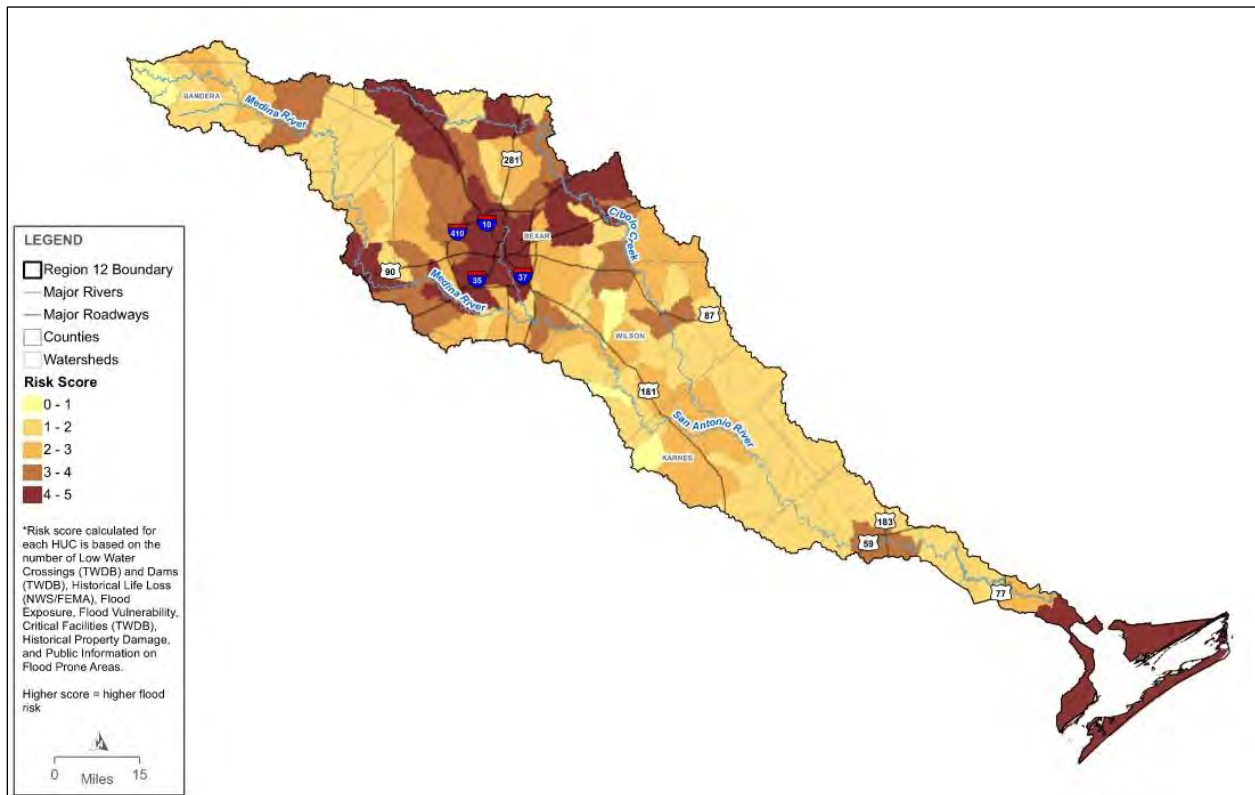 BANDERA
Medina River
281
Cibolo Creek
10
410
BEXAR
90
35
37
Medina River
87
WILSON
181
San Antonio River
KARNES
183
59
77
LEGEND
Region 12 Boundary
Major Rivers
Major Roadways
Counties
Watersheds
Risk Score
0 - 1
1 - 2
2 - 3
3 - 4
4 - 5
*Risk score calculated for
each HUC is based on the
number of Low Water
Crossings (TWDB) and Dams
(TWDB), Historical Life Loss
(NWS/FEMA), Flood
Exposure, Flood Vulnerability,
Critical Facilities (TWDB),
Historical Property Damage,
and Public Information on
Flood Prone Areas.
Higher score = higher flood
risk
0 15
Miles